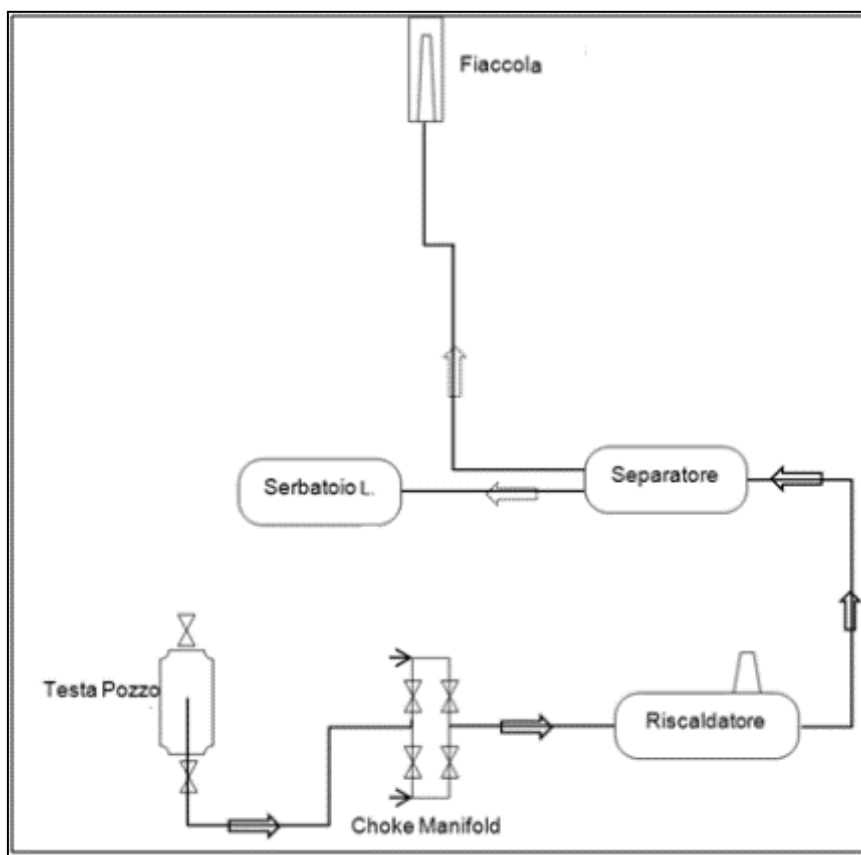 Fiaccola
Separatore
Serbatoio L.
Testa Pozzo
Riscaldatore
Choke Manifold